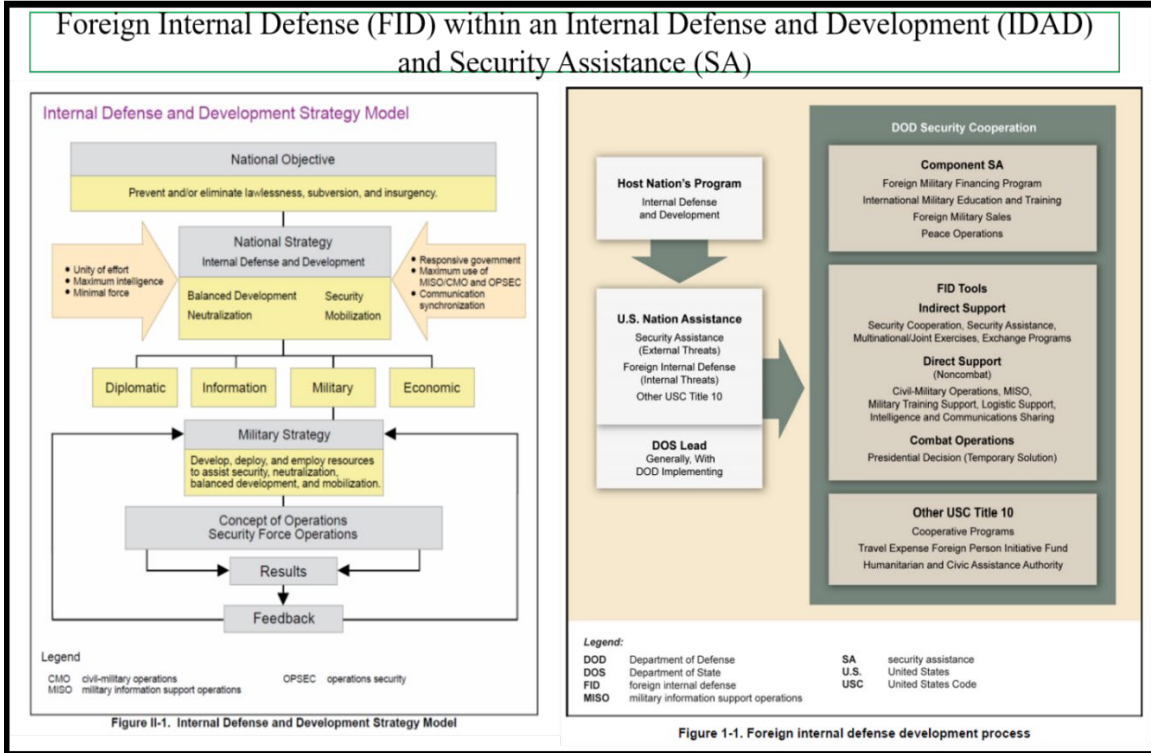 Foreign Internal Defense (FID) within an Internal Defense and Development (IDAD)
and Security Assistance (SA)
Internal Defense and Development Strategy Model
National Objective
Prevent and/or eliminate lawlessness, subversion, and insurgency.
• Unity of effort
• Maximum intelligence
• Minimal force
National Strategy
Internal Defense and Development
Balanced Development Security
Neutralization Mobilization
• Responsive government
• Maximum use of
MISO/CMO and OPSEC
• Communication
synchronization
Diplomatic Information Military Economic
Military Strategy
Develop, deploy, and employ resources
to assist security, neutralization,
balanced development, and mobilization.
Concept of Operations
Security Force Operations
Results
Feedback
Legend
CMO civil-military operations OPSEC operations security
MISO military information support operations
Figure II-1. Internal Defense and Development Strategy Model
Host Nation's Program
Internal Defense
and Development
U.S. Nation Assistance
Security Assistance
(External Threats)
Foreign Internal Defense
(Internal Threats)
Other USC Title 10
DOS Lead
Generally, With
DOD Implementing
DOD Security Cooperation
Component SA
Foreign Military Financing Program
International Military Education and Training
Foreign Military Sales
Peace Operations
FID Tools
Indirect Support
Security Cooperation, Security Assistance,
Multinational/Joint Exercises, Exchange Programs
Direct Support
(Noncombat)
Civil-Military Operations, MISO,
Military Training Support, Logistic Support,
Intelligence and Communications Sharing
Combat Operations
Presidential Decision (Temporary Solution)
Other USC Title 10
Cooperative Programs
Travel Expense Foreign Person Initiative Fund
Humanitarian and Civic Assistance Authority
Legend:
DOD Department of Defense SA security assistance
DOS Department of State U.S. United States
FID foreign internal defense USC United States Code
MISO military information support operations
Figure 1-1. Foreign internal defense development process